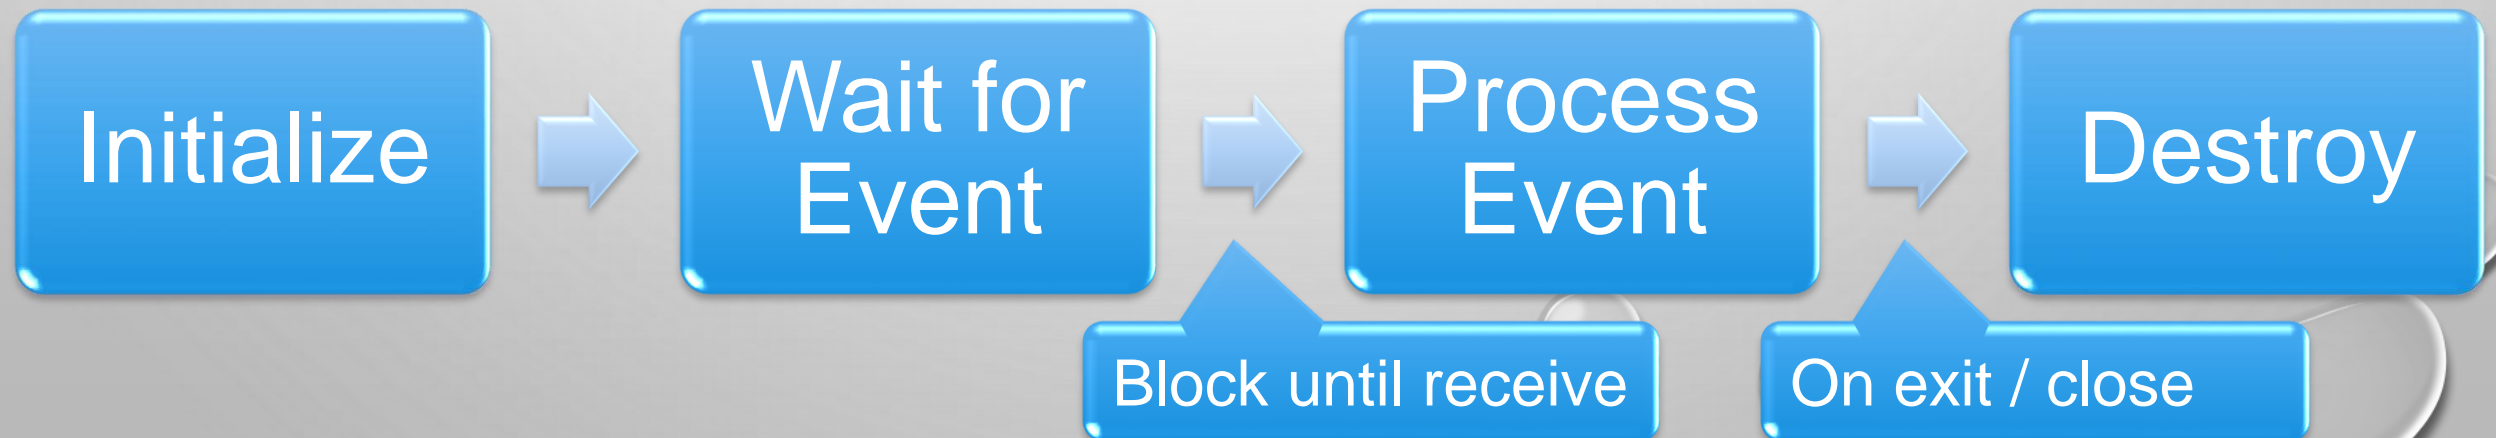 Initialize
Wait for
Event
Process
Event
Destroy
Block until receive
On exit / close